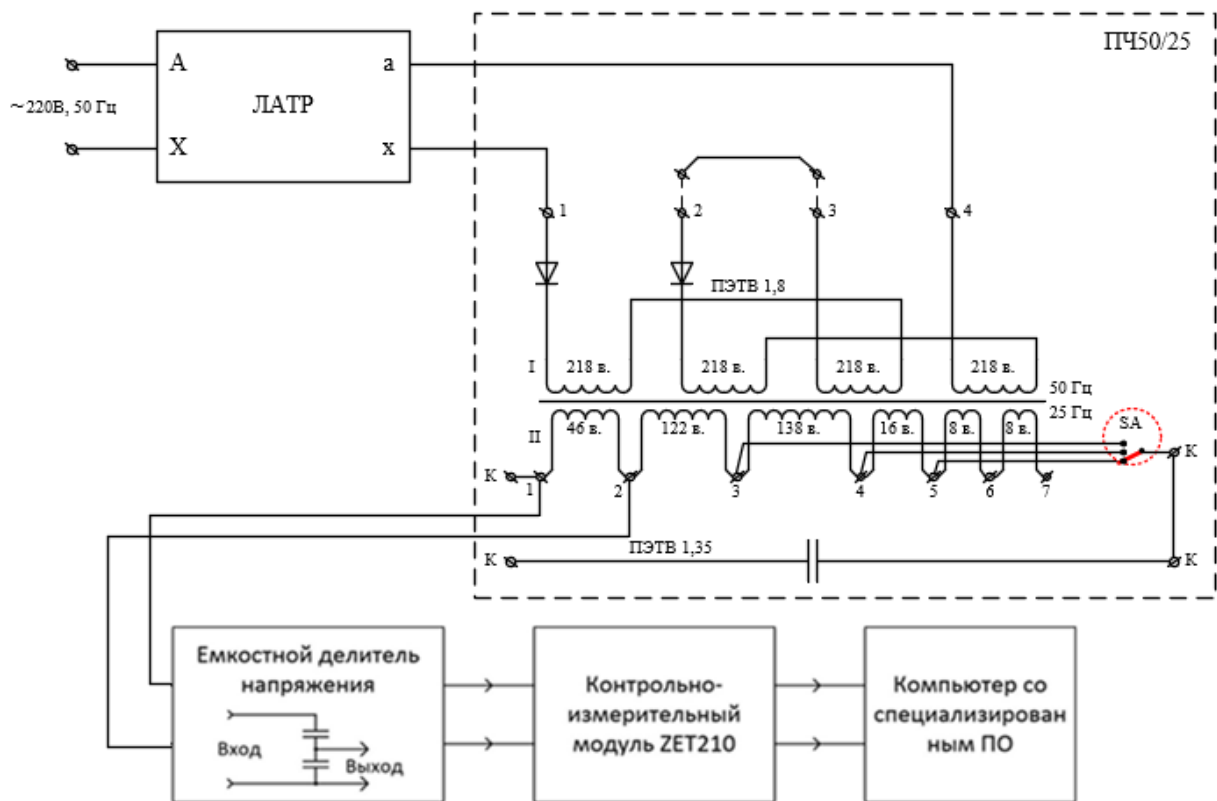 ПЧ50/25
А а
~220В, 50 Гц
ЛАТР
Х х
1 2 3 4
ПЭТВ 1,8
I 218 в. 218 в. 218 в. 218 в.
50 Гц
25 Гц
II 46 в. 122 в. 138 в. 16 в. 8 в. 8 в.
SA
К 1 2 3 4 5 6 7 К
ПЭТВ 1,35
К К
Емкостной делитель
напряжения
Вход
Выход
Контрольно-
измерительный
модуль ZET210
Компьютер со
специализирован
ным ПО